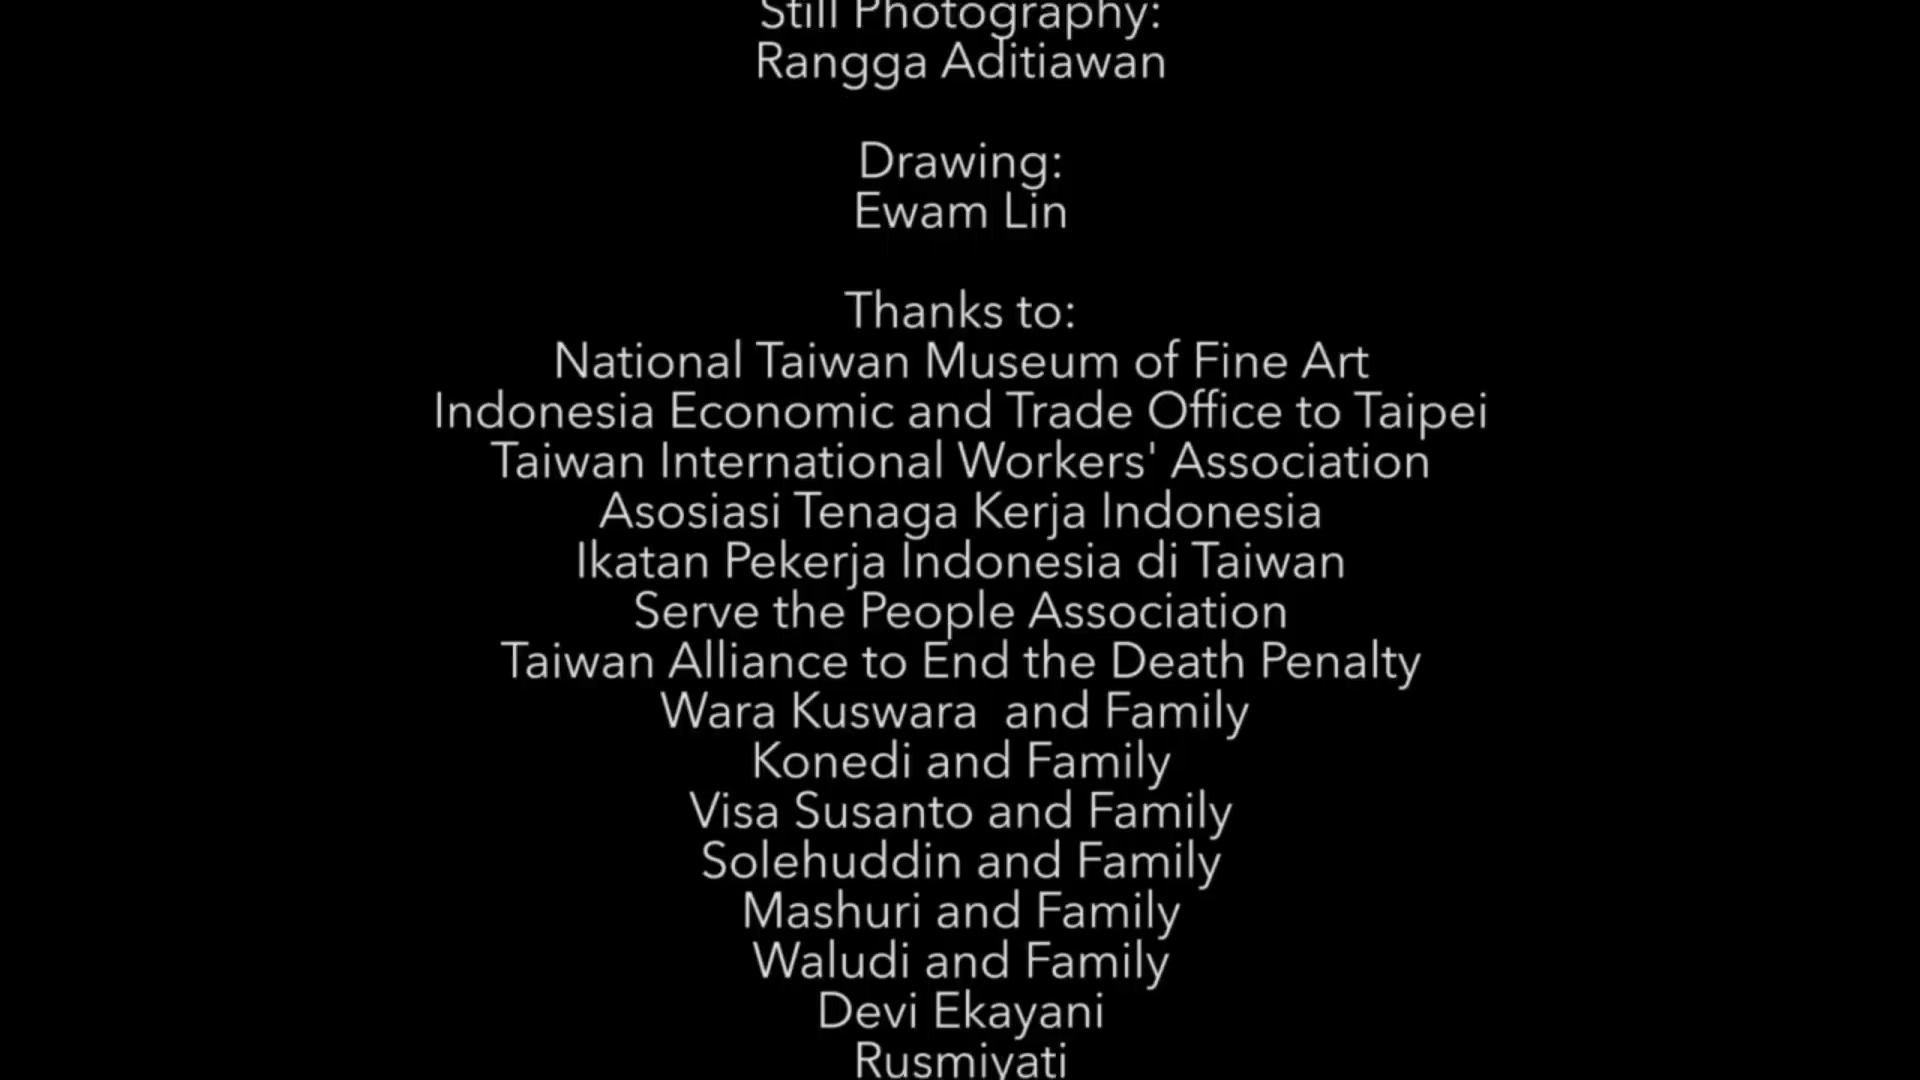 Still Photography:
Rangga Aditiawan
Drawing:
Ewam Lin
Thanks to:
National Taiwan Museum of Fine Art
Indonesia Economic and Trade Office to Taipei
Taiwan International Workers' Association
Asosiasi Tenaga Kerja Indonesia
Ikatan Pekerja Indonesia di Taiwan
Serve the People Association
Taiwan Alliance to End the Death Penalty
Wara Kuswara  and Family
Konedi and Family
Visa Susanto and Family
Solehuddin and Family
Mashuri and Family
Waludi and Family
Devi Ekayani
Rusmiyati